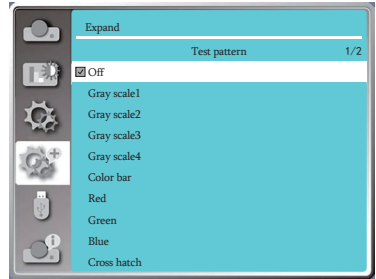 Expand
Test pattern 1/2
Off
Gray scale1
Gray scale2
Gray scale3
Gray scale4
Color bar
Red
Green
Blue
Cross hatch